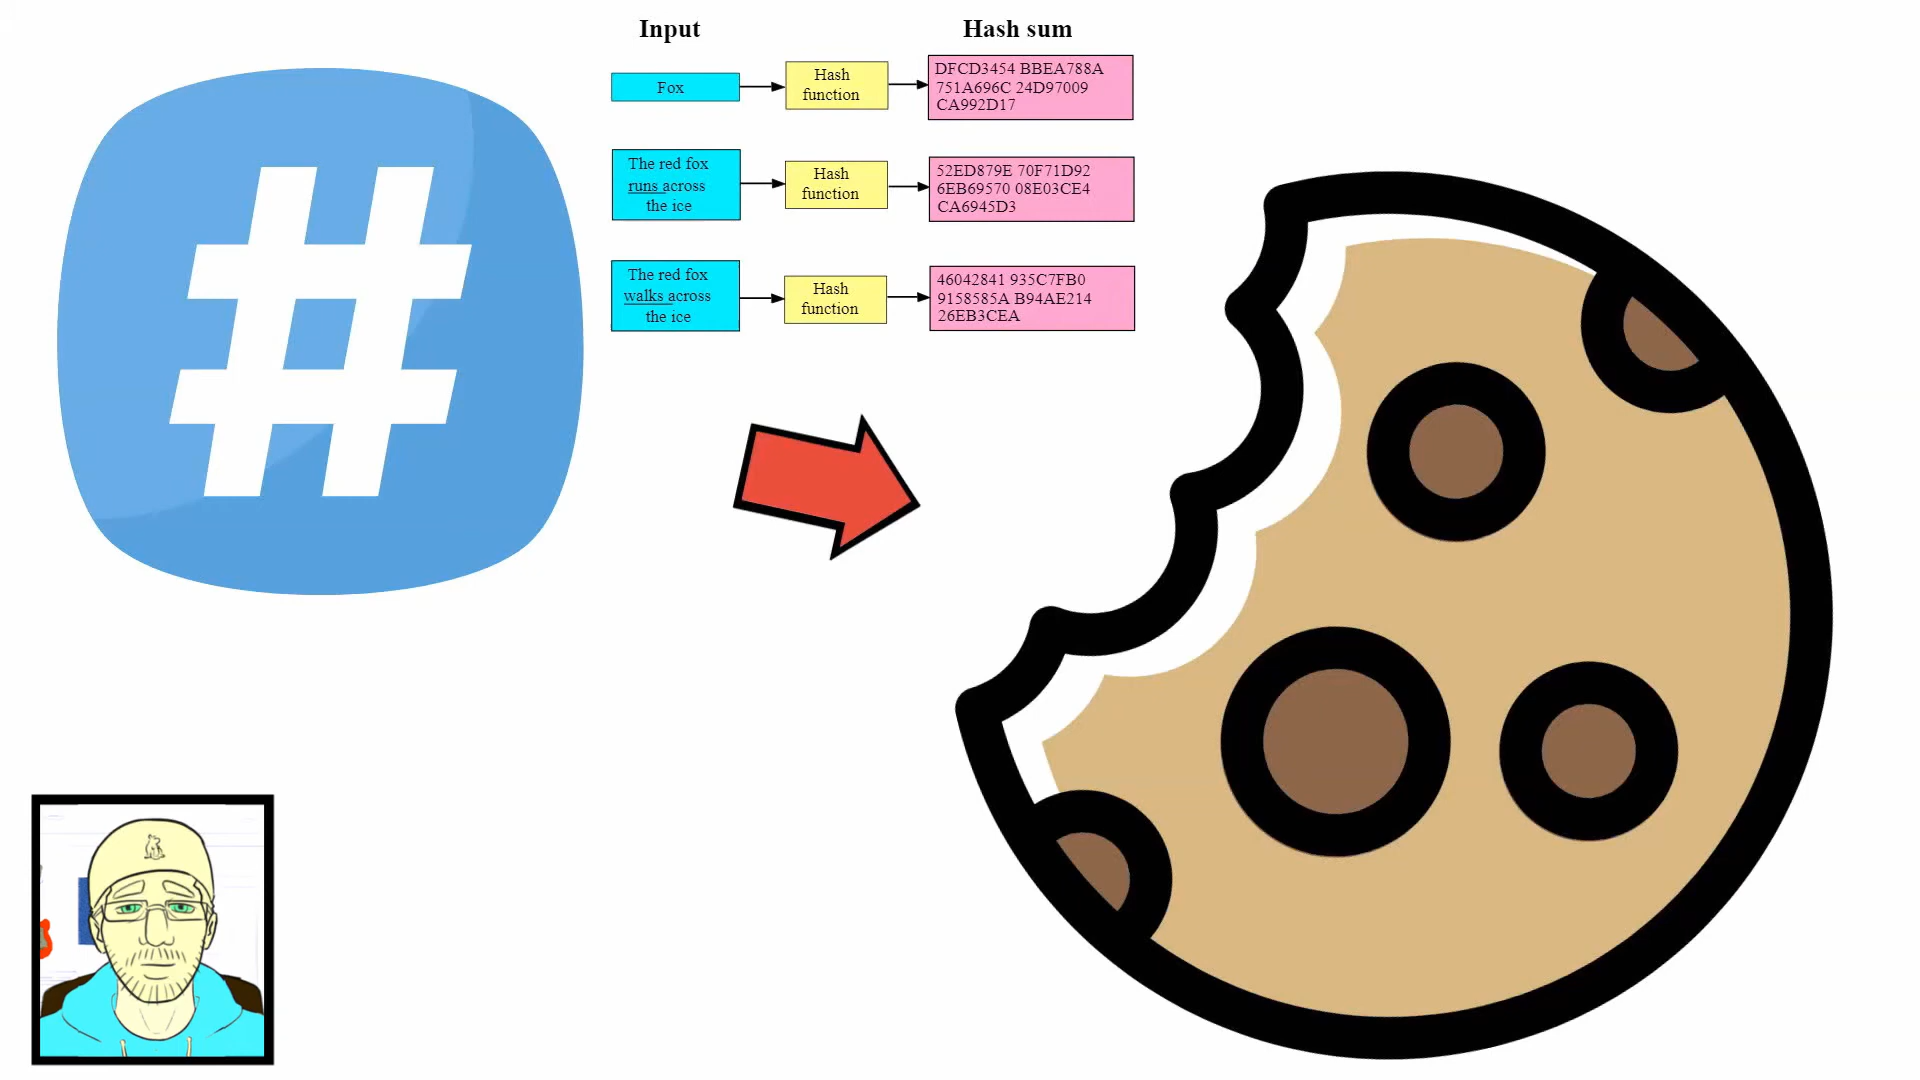 #
Input
Hash sum
Fox
Hash
function
DFCD3454 BBEA788A
751A696C 24D97009
CA992D17
The red fox
runs across
the ice
Hash
function
52ED879E 70F71D92
6EB69570 08E03CE4
CA6945D3
The red fox
walks across
the ice
Hash
function
46042841 935C7FB0
9158585A B94AE214
26EB3CEA